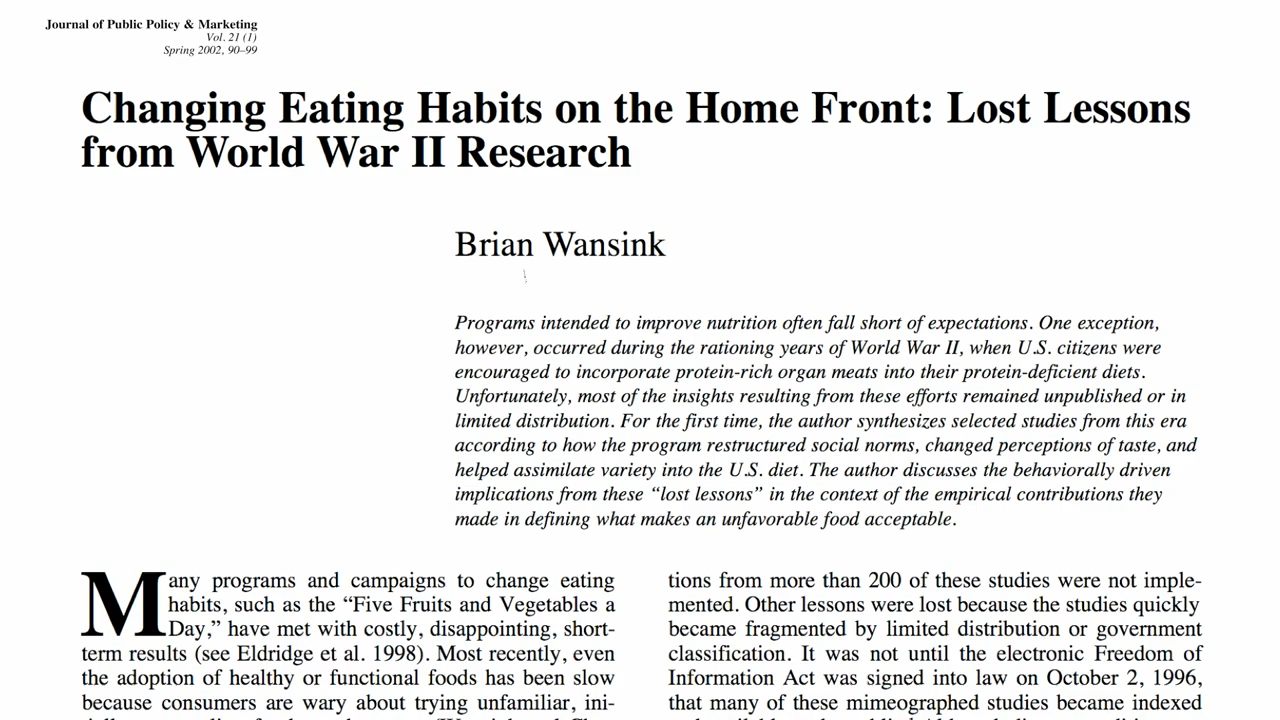 Journal of Public Policy & Marketing
Vol. 21 (1)
Spring 2002, 90–99
Changing Eating Habits on the Home Front: Lost Lessons
from World War II Research
Brian Wansink
Programs intended to improve nutrition often fall short of expectations. One exception,
however, occurred during the rationing years of World War II, when U.S. citizens were
encouraged to incorporate protein-rich organ meats into their protein-deficient diets.
Unfortunately, most of the insights resulting from these efforts remained unpublished or in
limited distribution. For the first time, the author synthesizes selected studies from this era
according to how the program restructured social norms, changed perceptions of taste, and
helped assimilate variety into the U.S. diet. The author discusses the behaviorally driven
implications from these “lost lessons” in the context of the empirical contributions they
made in defining what makes an unfavorable food acceptable.
Many programs and campaigns to change eating
habits, such as the “Five Fruits and Vegetables a
Day,” have met with costly, disappointing, short-
term results (see Eldridge et al. 1998). Most recently, even
the adoption of healthy or functional foods has been slow
because consumers are wary about trying unfamiliar, ini-
tions from more than 200 of these studies were not imple-
mented. Other lessons were lost because the studies quickly
became fragmented by limited distribution or government
classification. It was not until the electronic Freedom of
Information Act was signed into law on October 2, 1996,
that many of these mimeographed studies became indexed